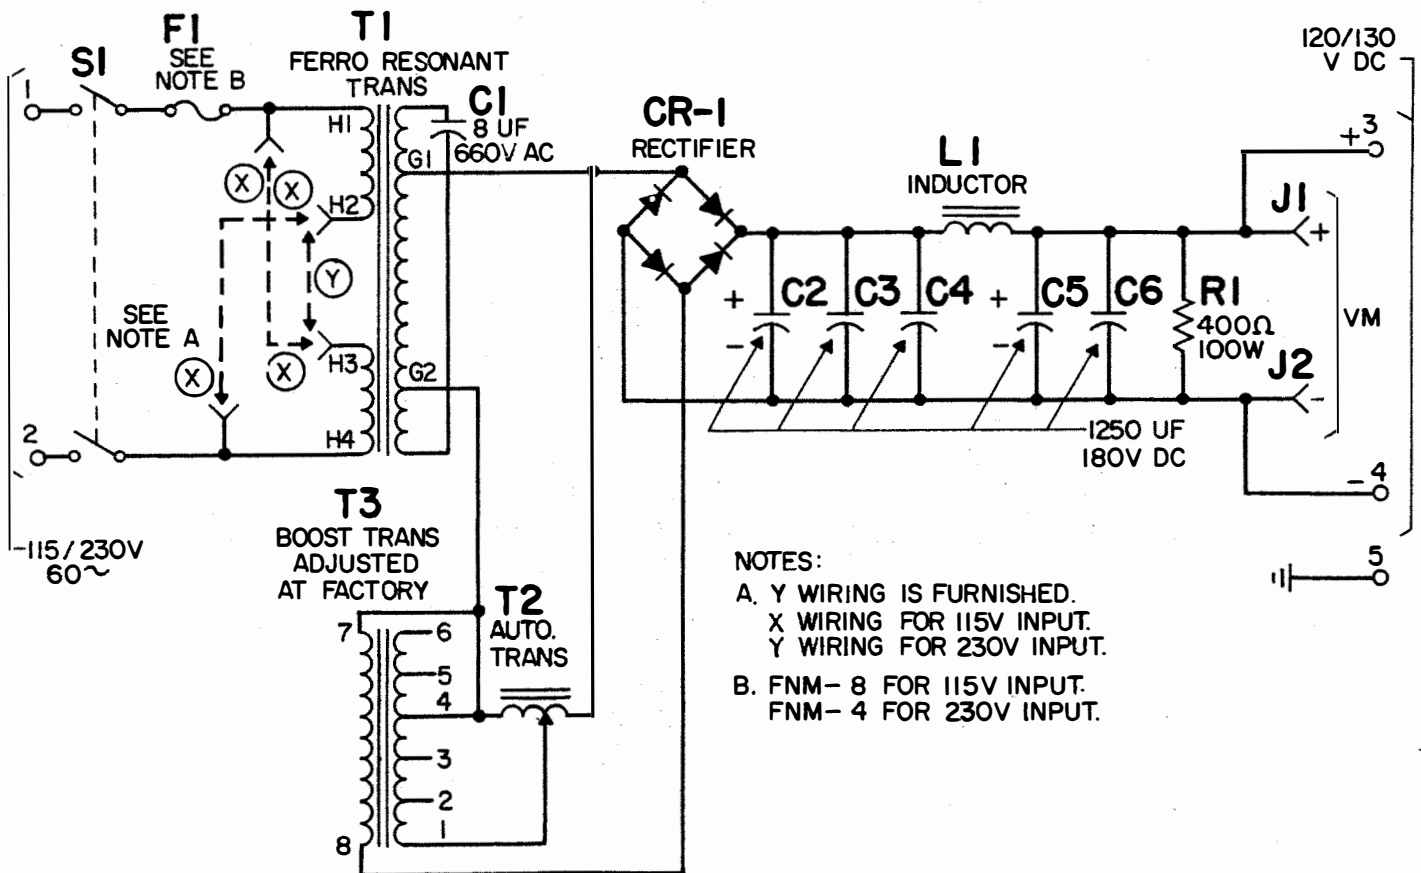 F1
SEE
NOTE B
S1
1
T1
FERRO RESONANT
TRANS
C1
8 UF
660V AC
CR-1
RECTIFIER
L1
INDUCTOR
120/130
V DC
+3
H1
G1
X
X
H2
Y
J1
+
SEE
NOTE A
X
X
H3
G2
H4
2
+
-
C2
C3
C4
+
-
C5
C6
R1
400Ω
100W
VM
J2
-
1250 UF
180V DC
-4
5
-115/230V
60~
T3
BOOST TRANS
ADJUSTED
AT FACTORY
T2
AUTO.
TRANS
7
8
6
5
4
3
2
1
NOTES:
A. Y WIRING IS FURNISHED.
X WIRING FOR 115V INPUT.
Y WIRING FOR 230V INPUT.
B. FNM-8 FOR 115V INPUT.
FNM-4 FOR 230V INPUT.